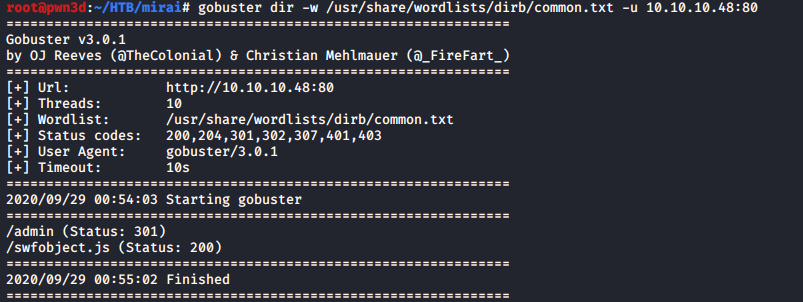 root@pwn3d:~/HTB/mirai# gobuster dir -w /usr/share/wordlists/dirb/common.txt -u 10.10.10.48:80
===============================================================
Gobuster v3.0.1
by OJ Reeves (@TheColonial) & Christian Mehlmauer (@_FireFart_)
===============================================================
[+] Url:            http://10.10.10.48:80
[+] Threads:        10
[+] Wordlist:       /usr/share/wordlists/dirb/common.txt
[+] Status codes:   200,204,301,302,307,401,403
[+] User Agent:     gobuster/3.0.1
[+] Timeout:        10s
===============================================================
2020/09/29 00:54:03 Starting gobuster
===============================================================
/admin (Status: 301)
/swfobject.js (Status: 200)
===============================================================
2020/09/29 00:55:02 Finished
===============================================================